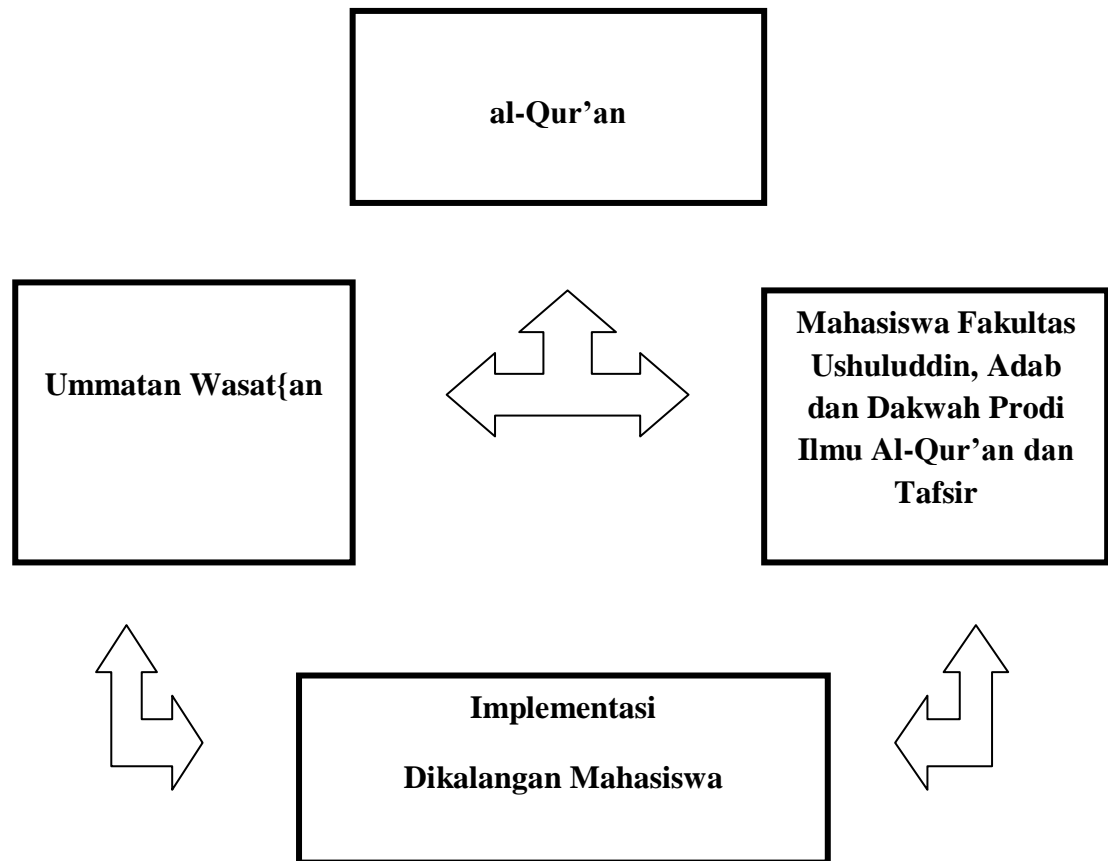 al-Qur’an
Ummatan Wasat{an
Mahasiswa Fakultas
Ushuluddin, Adab
dan Dakwah Prodi
Ilmu Al-Qur’an dan
Tafsir
Implementasi
Dikalangan Mahasiswa